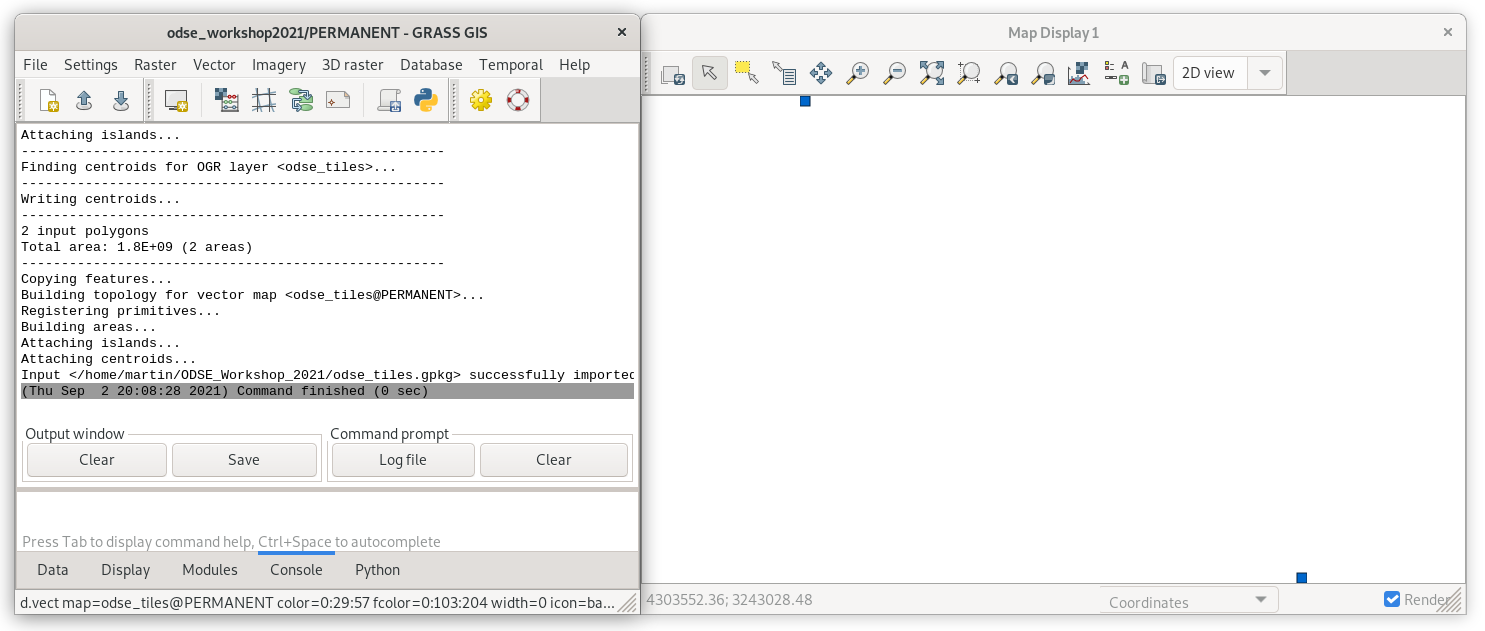 odse_workshop2021/PERMANENT - GRASS GIS
File Settings Raster Vector Imagery 3D raster Database Temporal Help
Attaching islands...
-----------------------------------------------------
Finding centroids for OGR layer <odse_tiles>...
-----------------------------------------------------
Writing centroids...
-----------------------------------------------------
2 input polygons
Total area: 1.8E+09 (2 areas)
-----------------------------------------------------
Copying features...
Building topology for vector map <odse_tiles@PERMANENT>...
Registering primitives...
Building areas...
Attaching islands...
Attaching centroids...
Input </home/martin/ODSE_Workshop_2021/odse_tiles.gpkg> successfully imported
(Thu Sep  2 20:08:28 2021) Command finished (0 sec)
Output window
Clear Save
Command prompt
Log file Clear
Press Tab to display command help, Ctrl+Space to autocomplete
Data Display Modules Console Python
d.vect map=odse_tiles@PERMANENT color=0:29:57 fcolor=0:103:204 width=0 icon=ba...
Map Display 1
2D view
4303552.36; 3243028.48
Coordinates
Render